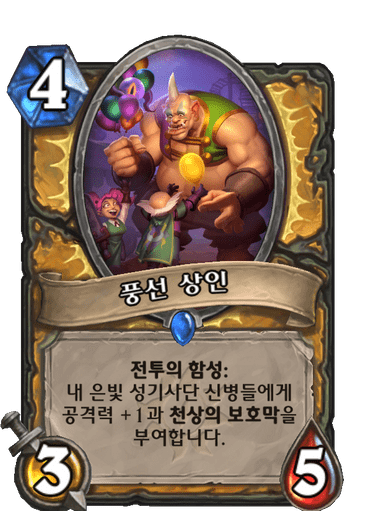 4
풍선 상인
전투의 함성:
내 은빛 성기사단 신병들에게
공격력 +1과 천상의 보호막을
부여합니다.
3
5